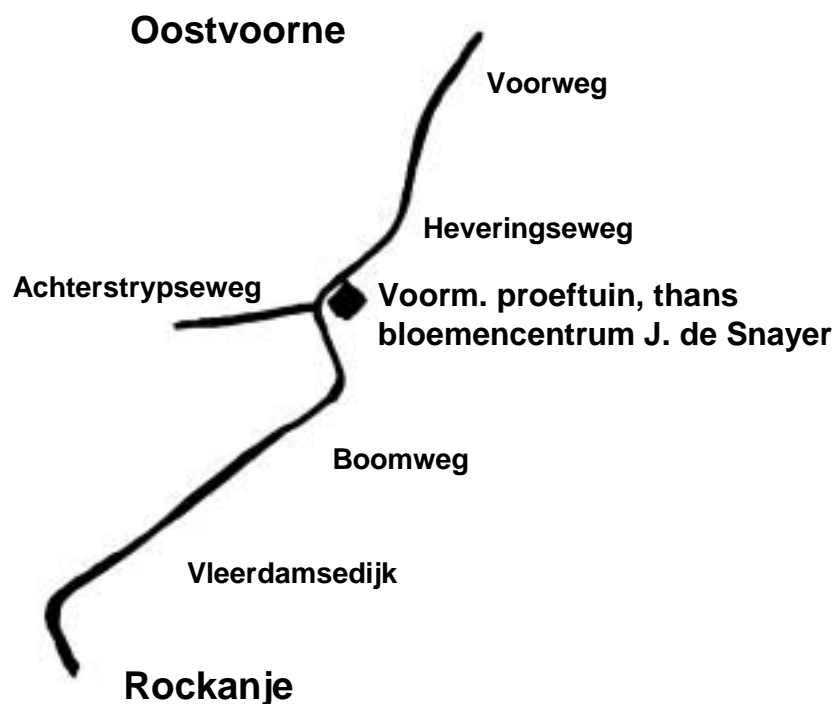 Oostvoorne
Voorweg
Heveringseweg
Achterstrypseweg
Voorm. proeftuin, thans
bloemencentrum J. de Snayer
Boomweg
Vleerdamsedijk
Rockanje